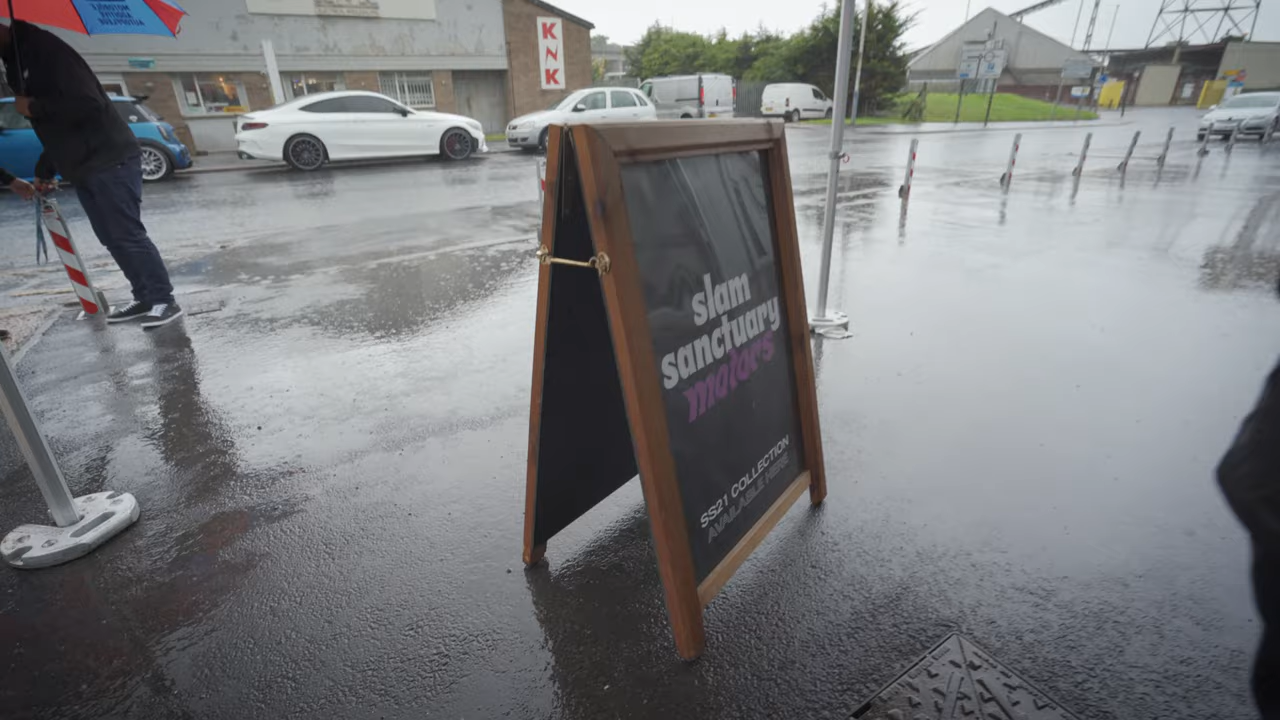 KNK
slam
sanctuary
motors
SS21 COLLECTION
AVAILABLE HERE